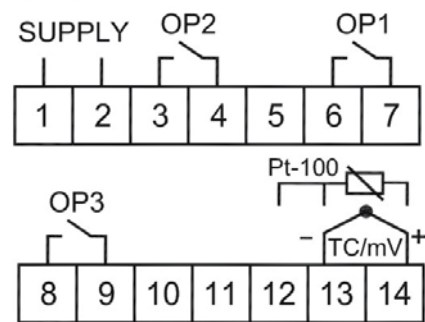 SUPPLY OP2 OP1
1 2 3 4 5 6 7
Pt-100
OP3
− TC/mV +
8 9 10 11 12 13 14